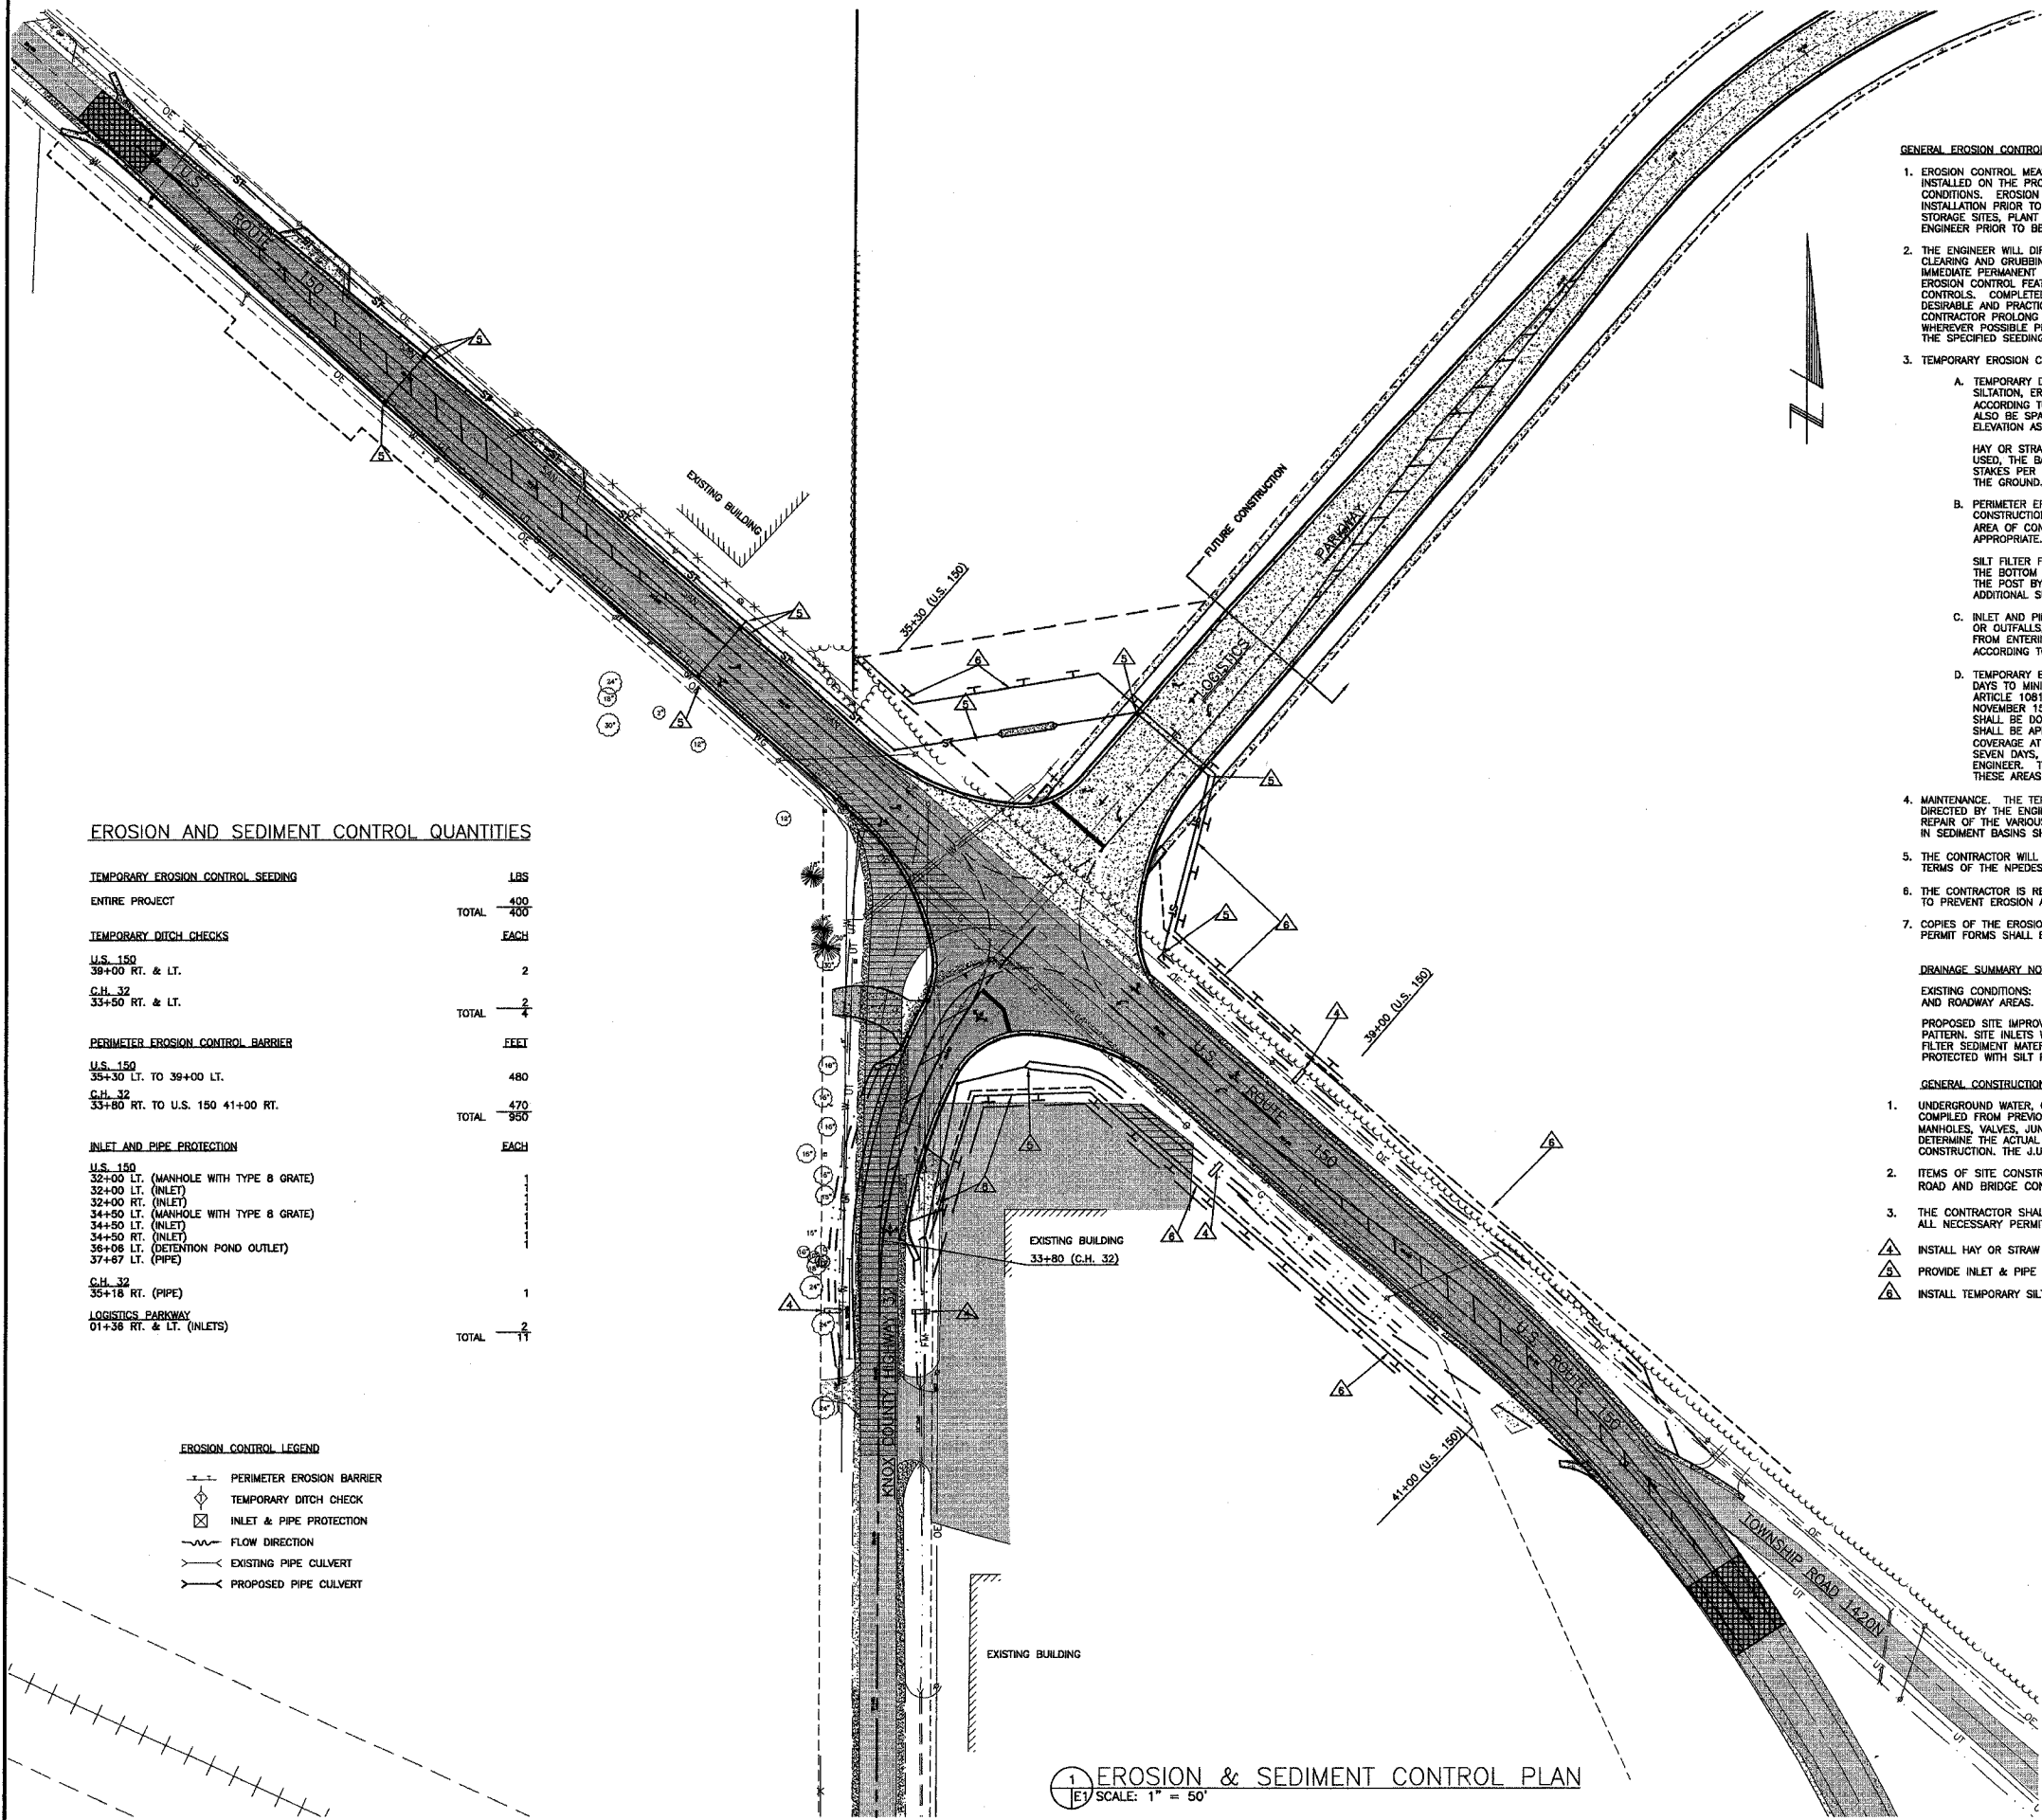 EROSION AND SEDIMENT CONTROL QUANTITIES
TEMPORARY EROSION CONTROL SEEDING LBS
ENTIRE PROJECT 400
TOTAL 400
TEMPORARY DITCH CHECKS EACH
U.S. 150
39+00 RT. & LT. 2
C.H. 32
33+50 RT. & LT. 2
TOTAL 4
PERIMETER EROSION CONTROL BARRIER FEET
U.S. 150
35+30 LT. TO 39+00 LT. 480
C.H. 32
33+80 RT. TO U.S. 150 41+00 RT. 470
TOTAL 950
INLET AND PIPE PROTECTION EACH
U.S. 150
32+00 LT. (MANHOLE WITH TYPE 8 GRATE) 1
32+00 LT. (INLET) 1
32+00 RT. (INLET) 1
34+50 LT. (MANHOLE WITH TYPE 8 GRATE) 1
34+50 LT. (INLET) 1
34+50 RT. (INLET) 1
36+06 LT. (DETENTION POND OUTLET) 1
37+67 LT. (PIPE)
C.H. 32
35+18 RT. (PIPE) 1
LOGISTICS PARKWAY
01+36 RT. & LT. (INLETS) 2
TOTAL 11
EROSION CONTROL LEGEND
PERIMETER EROSION BARRIER
TEMPORARY DITCH CHECK
INLET & PIPE PROTECTION
FLOW DIRECTION
EXISTING PIPE CULVERT
PROPOSED PIPE CULVERT
U.S. ROUTE 150
EXISTING BUILDING
35+30 (U.S. 150)
FUTURE CONSTRUCTION
LOGISTICS PARKWAY
39+00 (U.S. 150)
U.S. ROUTE 150
EXISTING BUILDING
33+80 (C.H. 32)
KNOX COUNTY HIGHWAY 32
U.S. ROUTE 150
41+00 (U.S. 150)
TOWNSHIP ROAD 1420N
EXISTING BUILDING
1
E1
EROSION & SEDIMENT CONTROL PLAN
SCALE: 1" = 50'
GENERAL EROSION CONTROL
1. EROSION CONTROL MEA
INSTALLED ON THE PRO
CONDITIONS. EROSION
INSTALLATION PRIOR TO
STORAGE SITES, PLANT
ENGINEER PRIOR TO BE
2. THE ENGINEER WILL DIR
CLEARING AND GRUBBIN
IMMEDIATE PERMANENT
EROSION CONTROL FEAT
CONTROLS. COMPLETE
DESIRABLE AND PRACTI
CONTRACTOR PROLONG
WHEREVER POSSIBLE P
THE SPECIFIED SEEDING
3. TEMPORARY EROSION C
A. TEMPORARY D
SILTATION, ER
ACCORDING T
ALSO BE SPA
ELEVATION AS
HAY OR STRA
USED, THE BA
STAKES PER
THE GROUND.
B. PERIMETER E
CONSTRUCTIO
AREA OF CON
APPROPRIATE.
SILT FILTER F
THE BOTTOM
THE POST BY
ADDITIONAL S
C. INLET AND PI
OR OUTFALLS
FROM ENTERI
ACCORDING T
D. TEMPORARY E
DAYS TO MINI
ARTICLE 1081
NOVEMBER 15
SHALL BE DO
SHALL BE AP
COVERAGE AT
SEVEN DAYS,
ENGINEER. T
THESE AREAS
4. MAINTENANCE. THE TE
DIRECTED BY THE ENGI
REPAIR OF THE VARIOUS
IN SEDIMENT BASINS SH
5. THE CONTRACTOR WILL
TERMS OF THE NPEDES
6. THE CONTRACTOR IS RE
TO PREVENT EROSION A
7. COPIES OF THE EROSIO
PERMIT FORMS SHALL B
DRAINAGE SUMMARY NO
EXISTING CONDITIONS:
AND ROADWAY AREAS.
PROPOSED SITE IMPROV
PATTERN. SITE INLETS
FILTER SEDIMENT MATE
PROTECTED WITH SILT
GENERAL CONSTRUCTION
1. UNDERGROUND WATER,
COMPILED FROM PREVIO
MANHOLES, VALVES, JUN
DETERMINE THE ACTUAL
CONSTRUCTION. THE J.U
2. ITEMS OF SITE CONSTR
ROAD AND BRIDGE CON
3. THE CONTRACTOR SHAL
ALL NECESSARY PERMI
4 INSTALL HAY OR STRAW
5 PROVIDE INLET & PIPE
6 INSTALL TEMPORARY SIL